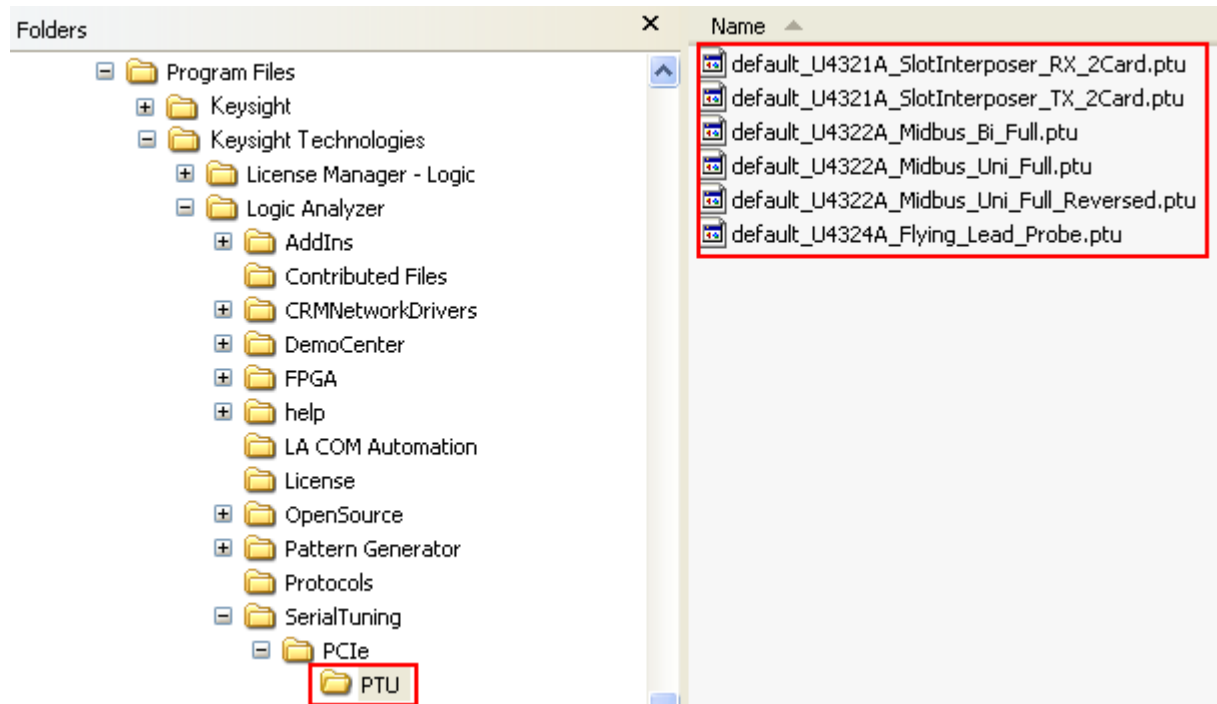 Folders
Program Files
Keysight
Keysight Technologies
License Manager - Logic
Logic Analyzer
AddIns
Contributed Files
CRMNetworkDrivers
DemoCenter
FPGA
help
LA COM Automation
License
OpenSource
Pattern Generator
Protocols
SerialTuning
PCIe
PTU
Name
default_U4321A_SlotInterposer_RX_2Card.ptu
default_U4321A_SlotInterposer_TX_2Card.ptu
default_U4322A_Midbus_Bi_Full.ptu
default_U4322A_Midbus_Uni_Full.ptu
default_U4322A_Midbus_Uni_Full_Reversed.ptu
default_U4324A_Flying_Lead_Probe.ptu